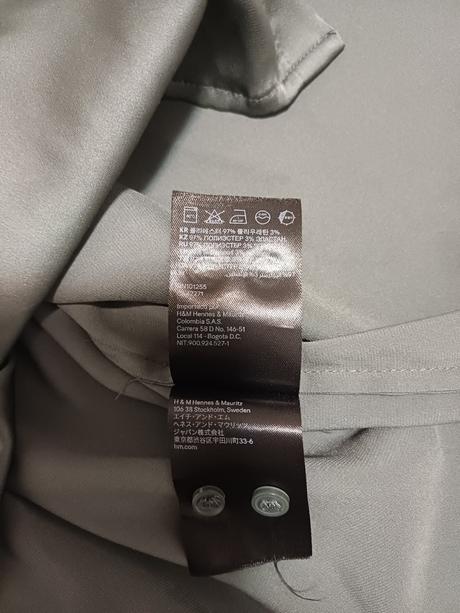 KR 폴리에스터 97% 폴리우레탄 3%
KZ 97% ПОЛИЭСТЕР 3% ЭЛАСТАН
RU 97% ПОЛИЭСТЕР 3%
Importado por
H&M Hennes & Mauritz
Colombia S.A.S.
Carrera 58 D No. 146-51
Local 114 - Bogota D.C.
NIT:900.924.527-1
H & M Hennes & Mauritz
106 38 Stockholm, Sweden
エイチ・アンド・エム
ヘネス・アンド・マウリッツ
ジャパン株式会社
東京都渋谷区宇田川町33-6
hm.com